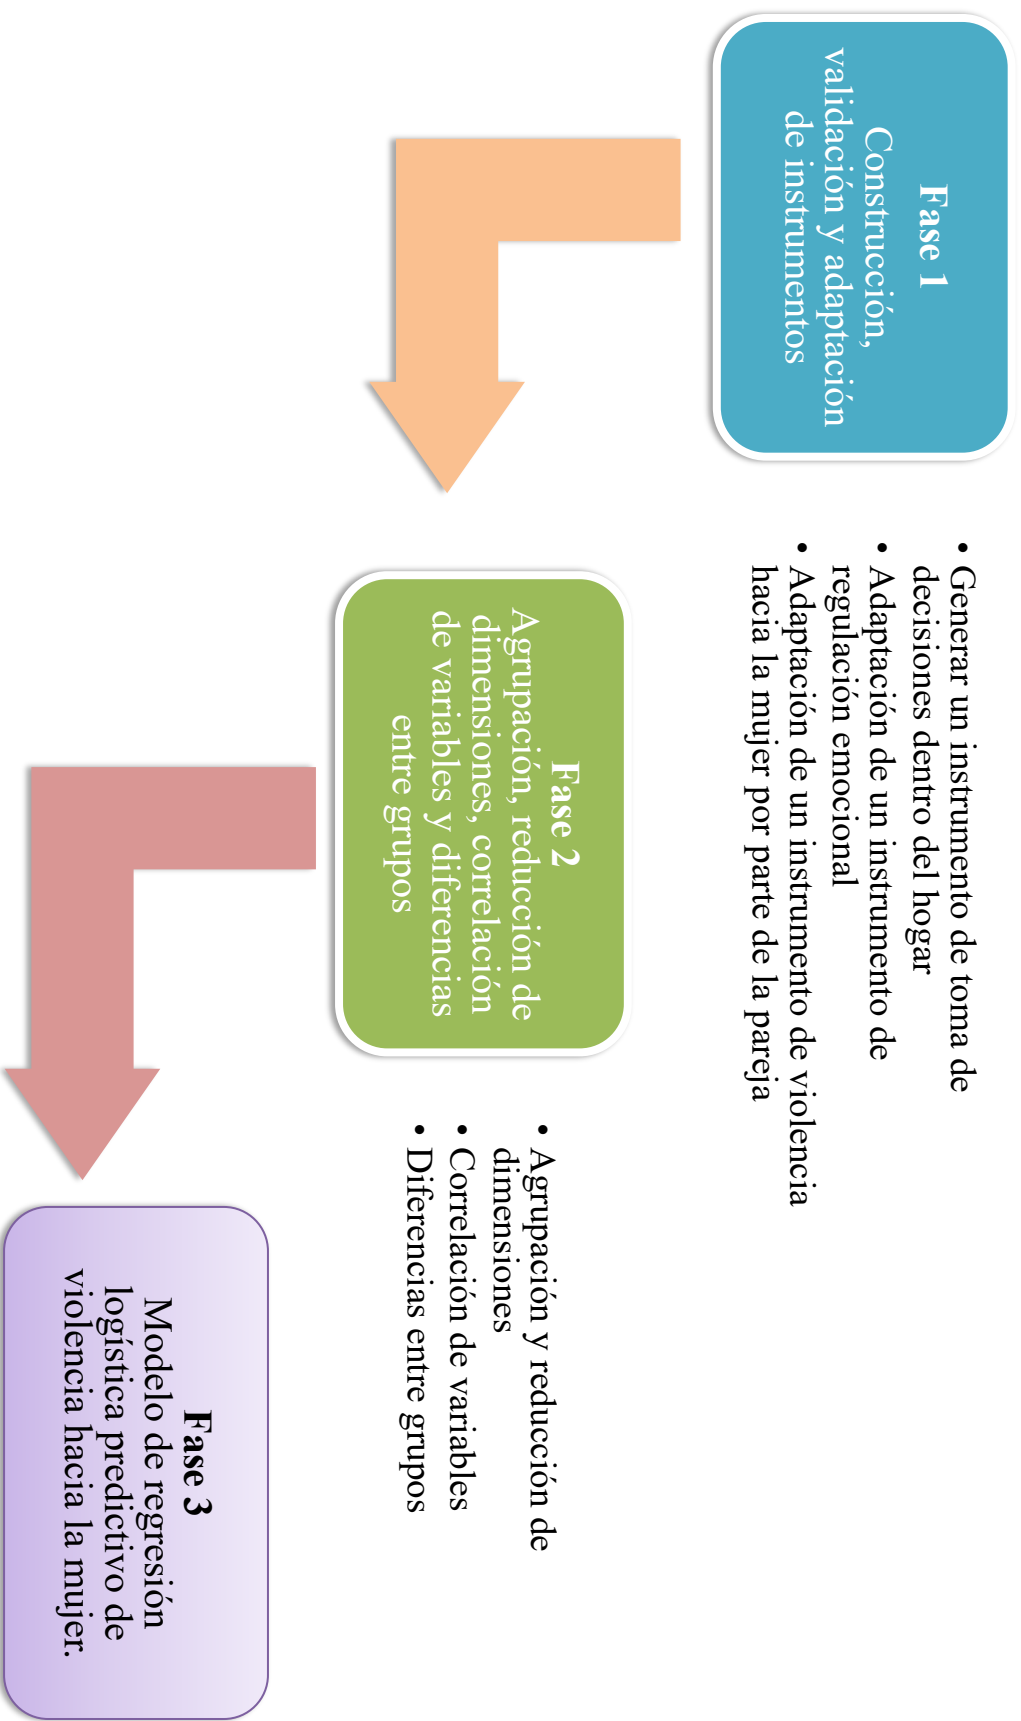 Fase 1
Construcción,
validación y adaptación
de instrumentos
• Generar un instrumento de toma de
decisiones dentro del hogar
• Adaptación de un instrumento de
regulación emocional
• Adaptación de un instrumento de violencia
hacia la mujer por parte de la pareja
Fase 2
Agrupación, reducción de
dimensiones, correlación
de variables y diferencias
entre grupos
• Agrupación y reducción de
dimensiones
• Correlación de variables
• Diferencias entre grupos
Fase 3
Modelo de regresión
logística predictivo de
violencia hacia la mujer.